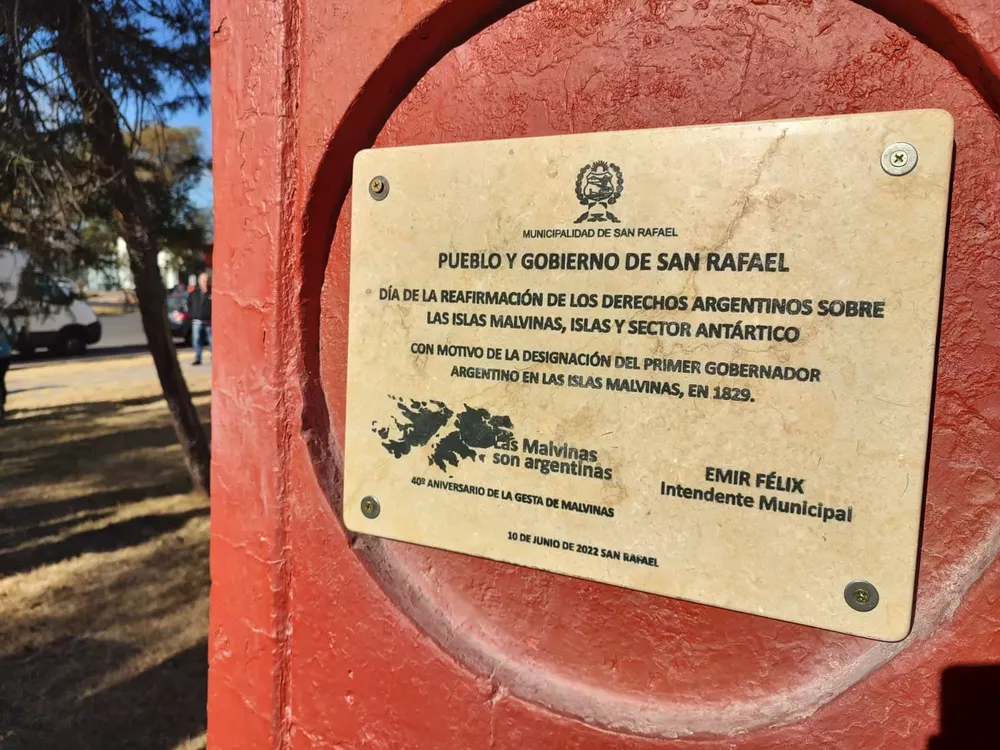 MUNICIPALIDAD DE SAN RAFAEL
PUEBLO Y GOBIERNO DE SAN RAFAEL
DÍA DE LA REAFIRMACIÓN DE LOS DERECHOS ARGENTINOS SOBRE
LAS ISLAS MALVINAS, ISLAS Y SECTOR ANTÁRTICO
CON MOTIVO DE LA DESIGNACIÓN DEL PRIMER GOBERNADOR
ARGENTINO EN LAS ISLAS MALVINAS, EN 1829.
Las Malvinas
son argentinas
40º ANIVERSARIO DE LA GESTA DE MALVINAS
EMIR FÉLIX
Intendente Municipal
10 DE JUNIO DE 2022 SAN RAFAEL